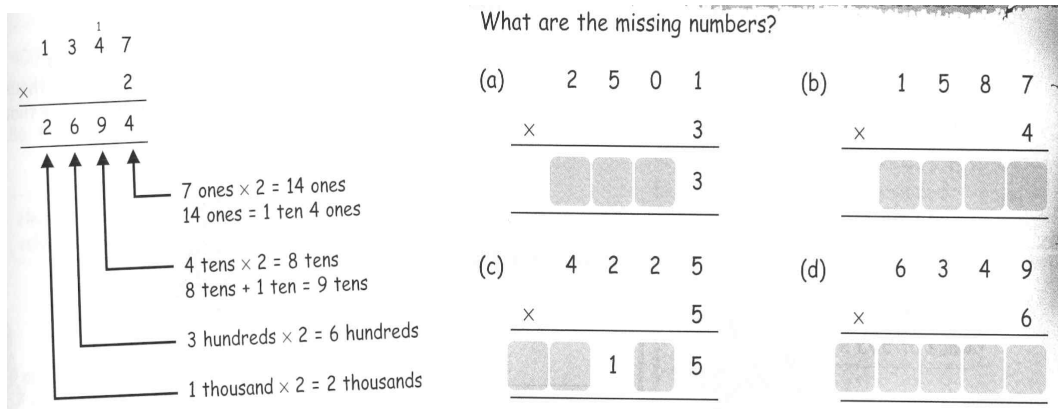 1
1 3 4 7
× 2
2 6 9 4
7 ones × 2 = 14 ones
14 ones = 1 ten 4 ones
4 tens × 2 = 8 tens
8 tens + 1 ten = 9 tens
3 hundreds × 2 = 6 hundreds
1 thousand × 2 = 2 thousands
What are the missing numbers?
(a) 2 5 0 1
× 3
3
(b) 1 5 8 7
× 4
(c) 4 2 2 5
× 5
1 5
(d) 6 3 4 9
× 6